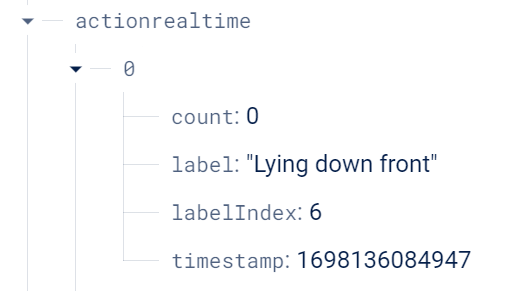 actionrealtime
0
count: 0
label: "Lying down front"
labelIndex: 6
timestamp: 1698136084947